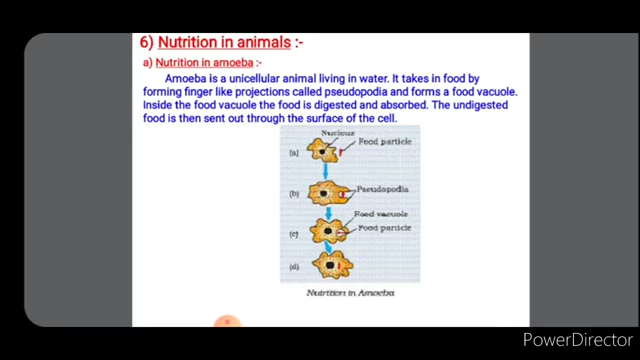 6) Nutrition in animals :-
a) Nutrition in amoeba :-
Amoeba is a unicellular animal living in water. It takes in food by
forming finger like projections called pseudopodia and forms a food vacuole.
Inside the food vacuole the food is digested and absorbed. The undigested
food is then sent out through the surface of the cell.
Nucleus
Food particle
(a)
(b)
Pseudopodia
Food vacuole
(c)
Food particle
(d)
Nutrition in Amoeba
PowerDirector